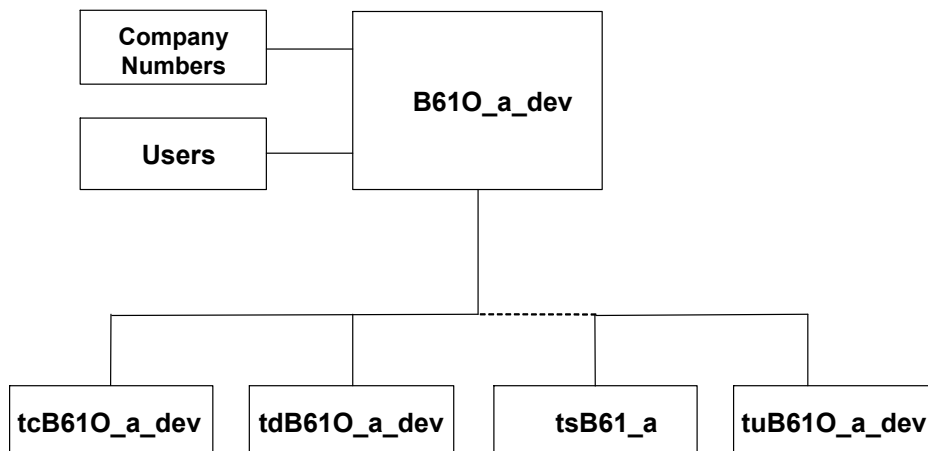 Company
Numbers
B61O_a_dev
Users
tcB61O_a_dev
tdB61O_a_dev
tsB61_a
tuB61O_a_dev